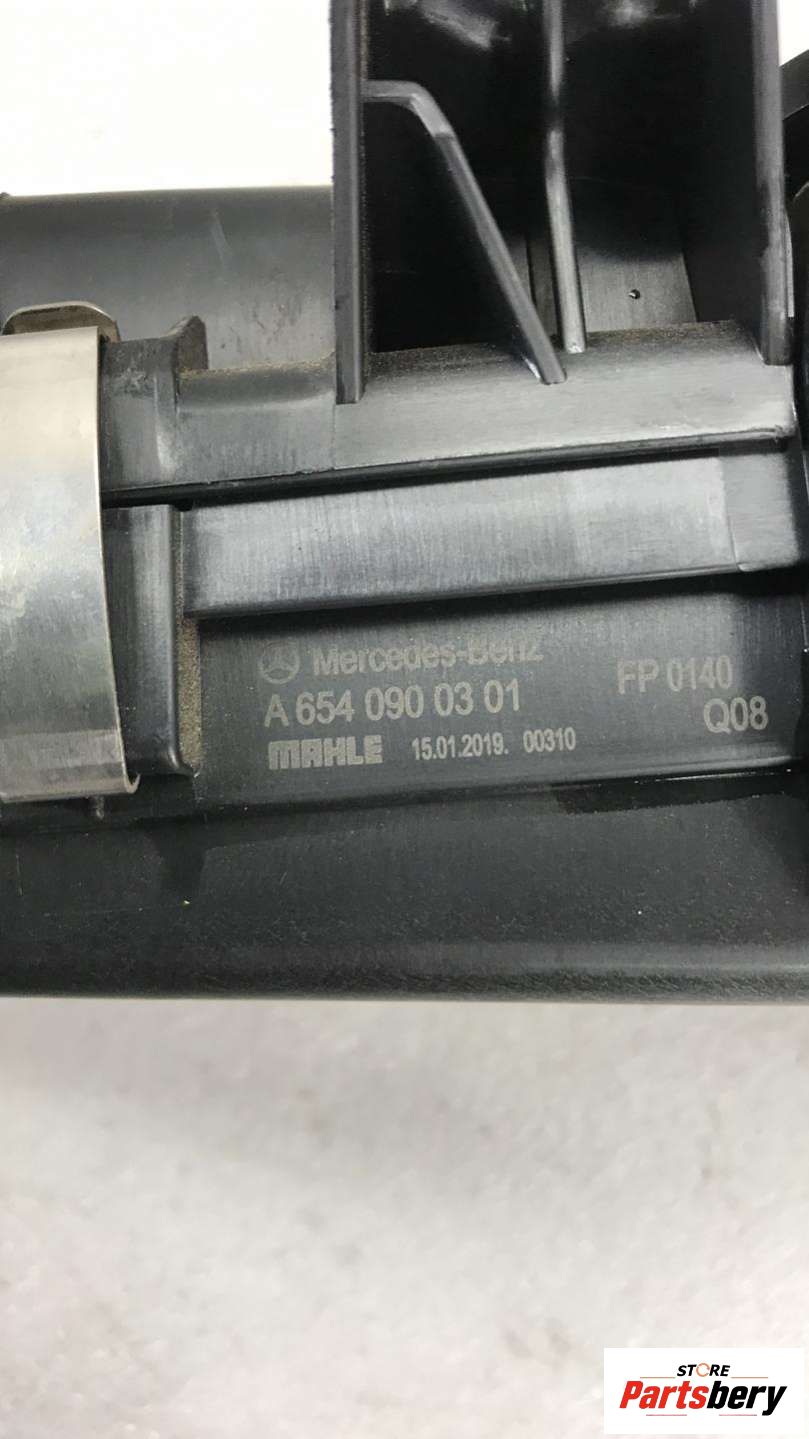 Mercedes-Benz
A 654 090 03 01
FP 0140
Q08
MAHLE 15.01.2019. 00310
STORE
Partsbery